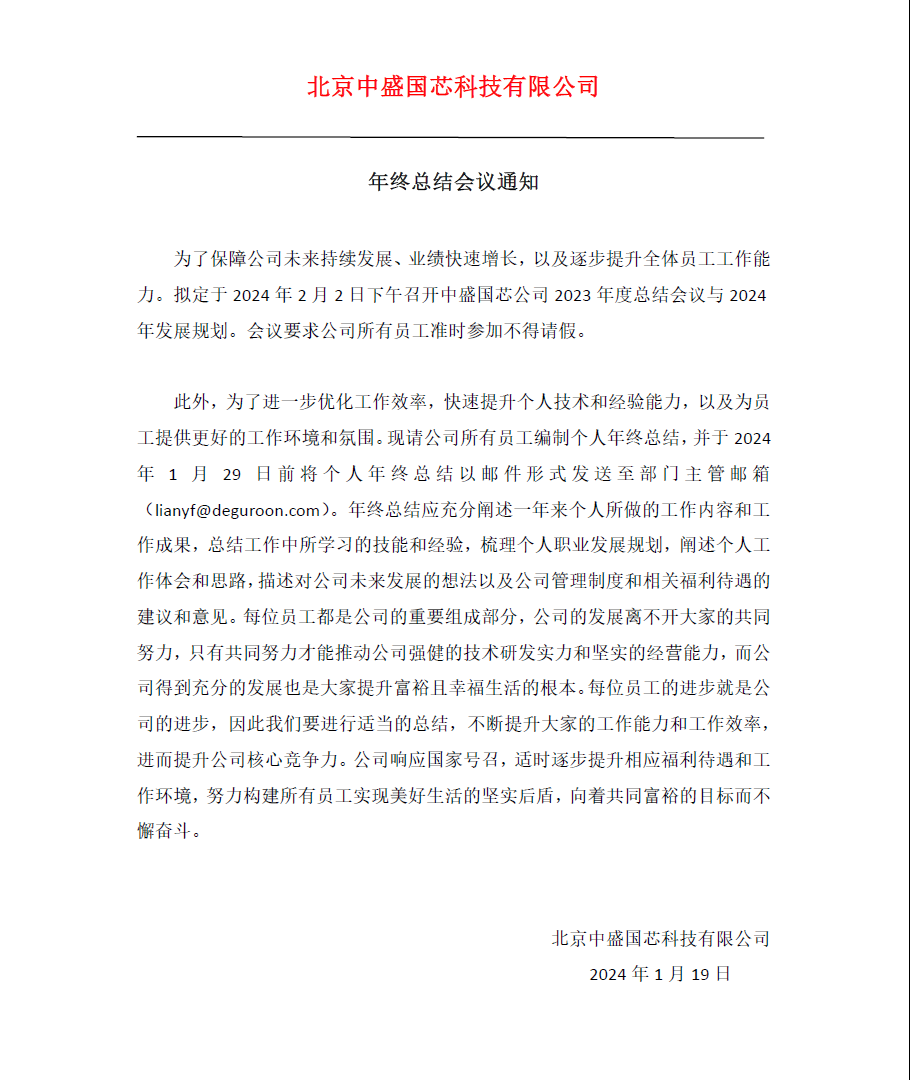 北京中盛国芯科技有限公司
年终总结会议通知
为了保障公司未来持续发展、业绩快速增长，以及逐步提升全体员工工作能
力。拟定于 2024 年 2 月 2 日下午召开中盛国芯公司 2023 年度总结会议与 2024
年发展规划。会议要求公司所有员工准时参加不得请假。
此外，为了进一步优化工作效率，快速提升个人技术和经验能力，以及为员
工提供更好的工作环境和氛围。现请公司所有员工编制个人年终总结，并于 2024
年 1 月 29 日前将个人年终总结以邮件形式发送至部门主管邮箱
（lianyf@deguroon.com）。年终总结应充分阐述一年来个人所做的工作内容和工
作成果，总结工作中所学习的技能和经验，梳理个人职业发展规划，阐述个人工
作体会和思路，描述对公司未来发展的想法以及公司管理制度和相关福利待遇的
建议和意见。每位员工都是公司的重要组成部分，公司的发展离不开大家的共同
努力，只有共同努力才能推动公司强健的技术研发实力和坚实的经营能力，而公
司得到充分的发展也是大家提升富裕且幸福生活的根本。每位员工的进步就是公
司的进步，因此我们要进行适当的总结，不断提升大家的工作能力和工作效率，
进而提升公司核心竞争力。公司响应国家号召，适时逐步提升相应福利待遇和工
作环境，努力构建所有员工实现美好生活的坚实后盾，向着共同富裕的目标而不
懈奋斗。
北京中盛国芯科技有限公司
2024 年 1 月 19 日